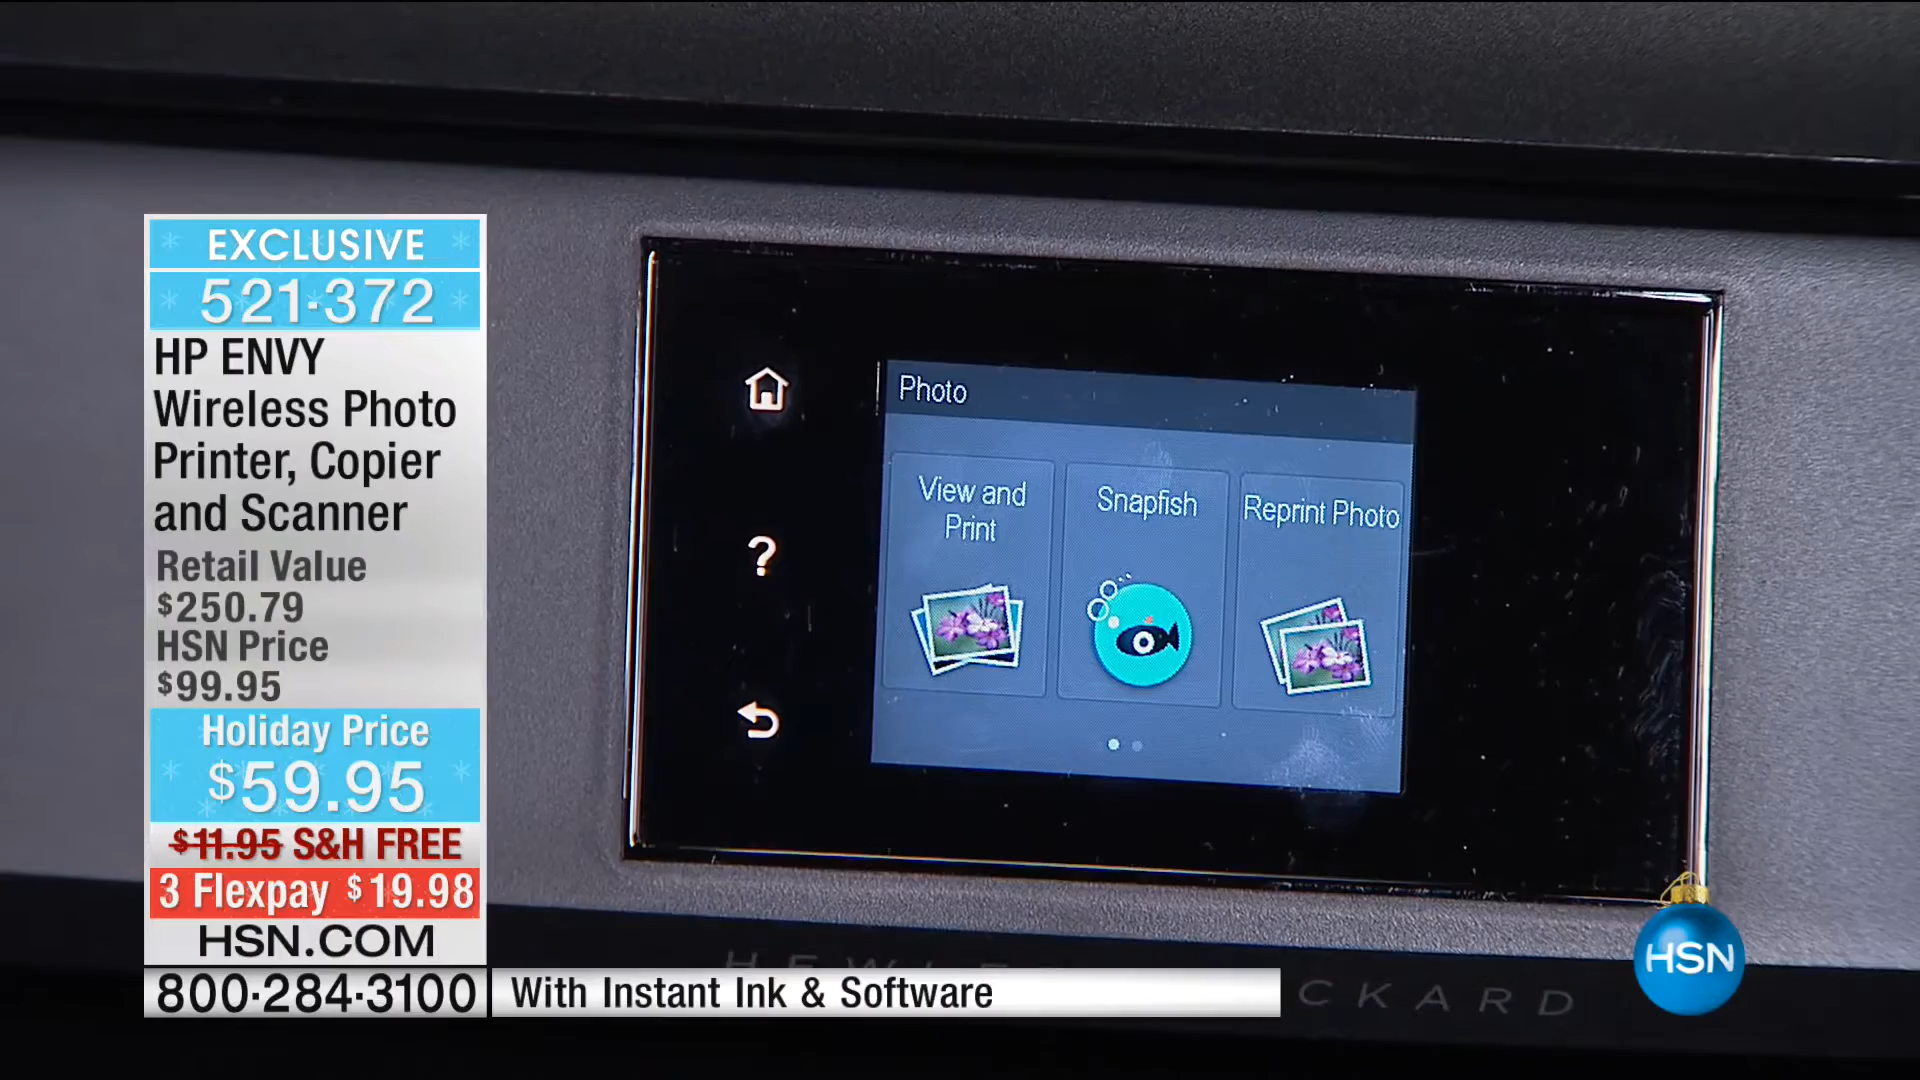 EXCLUSIVE
521·372
HP ENVY
Wireless Photo
Printer, Copier
and Scanner
Retail Value
$250.79
HSN Price
$99.95
Holiday Price
$59.95
$11.95 S&H FREE
3 Flexpay $19.98
HSN.COM
800·284·3100
With Instant Ink & Software
Photo
View and
Print
Snapfish
Reprint Photo
?
HSN
CKARD